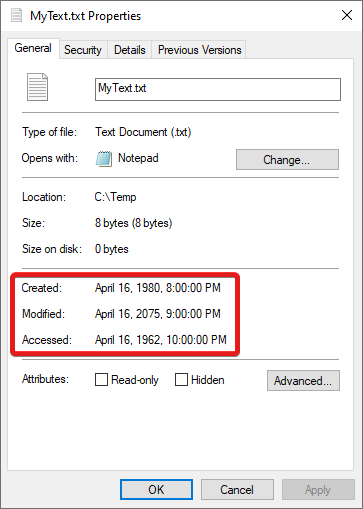 MyText.txt Properties
General Security Details Previous Versions
MyText.txt
Type of file: Text Document (.txt)
Opens with: Notepad Change...
Location: C:\Temp
Size: 8 bytes (8 bytes)
Size on disk: 0 bytes
Created: April 16, 1980, 8:00:00 PM
Modified: April 16, 2075, 9:00:00 PM
Accessed: April 16, 1962, 10:00:00 PM
Attributes: Read-only Hidden Advanced...
OK Cancel Apply